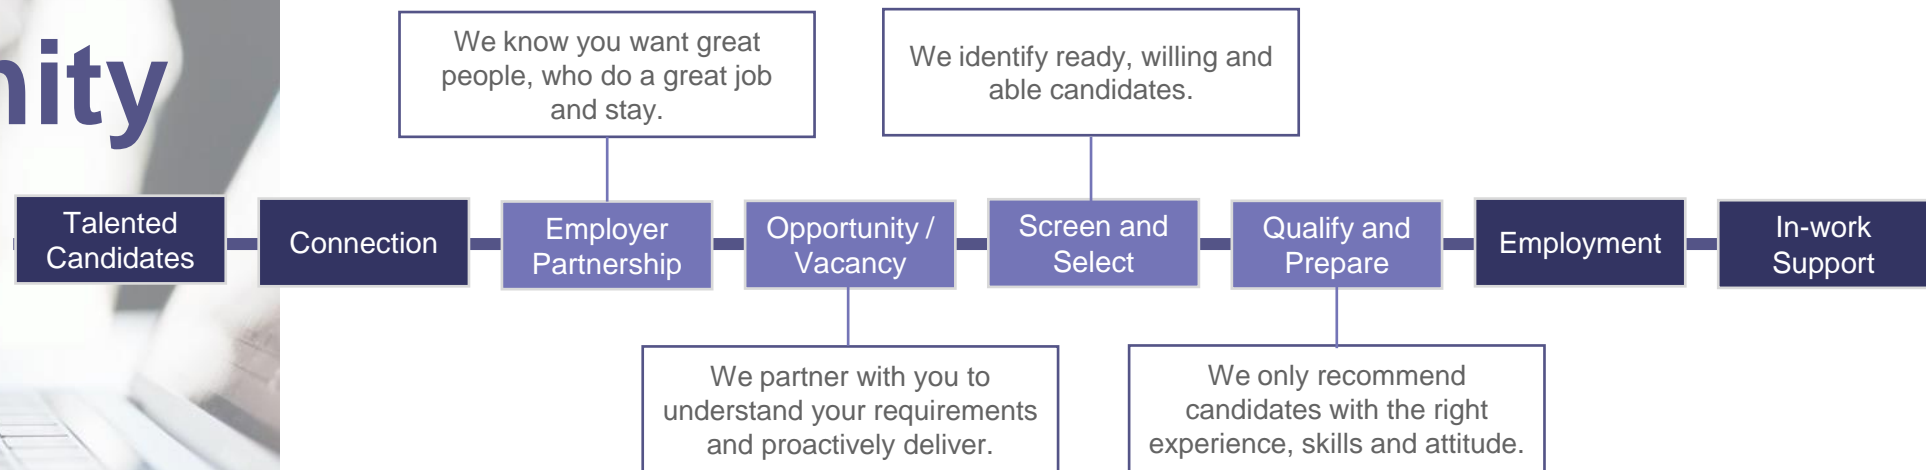 nity
We know you want great
people, who do a great job
and stay.
We identify ready, willing and
able candidates.
Talented
Candidates
Connection
Employer
Partnership
Opportunity /
Vacancy
Screen and
Select
Qualify and
Prepare
Employment
In-work
Support
We partner with you to
understand your requirements
and proactively deliver.
We only recommend
candidates with the right
experience, skills and attitude.